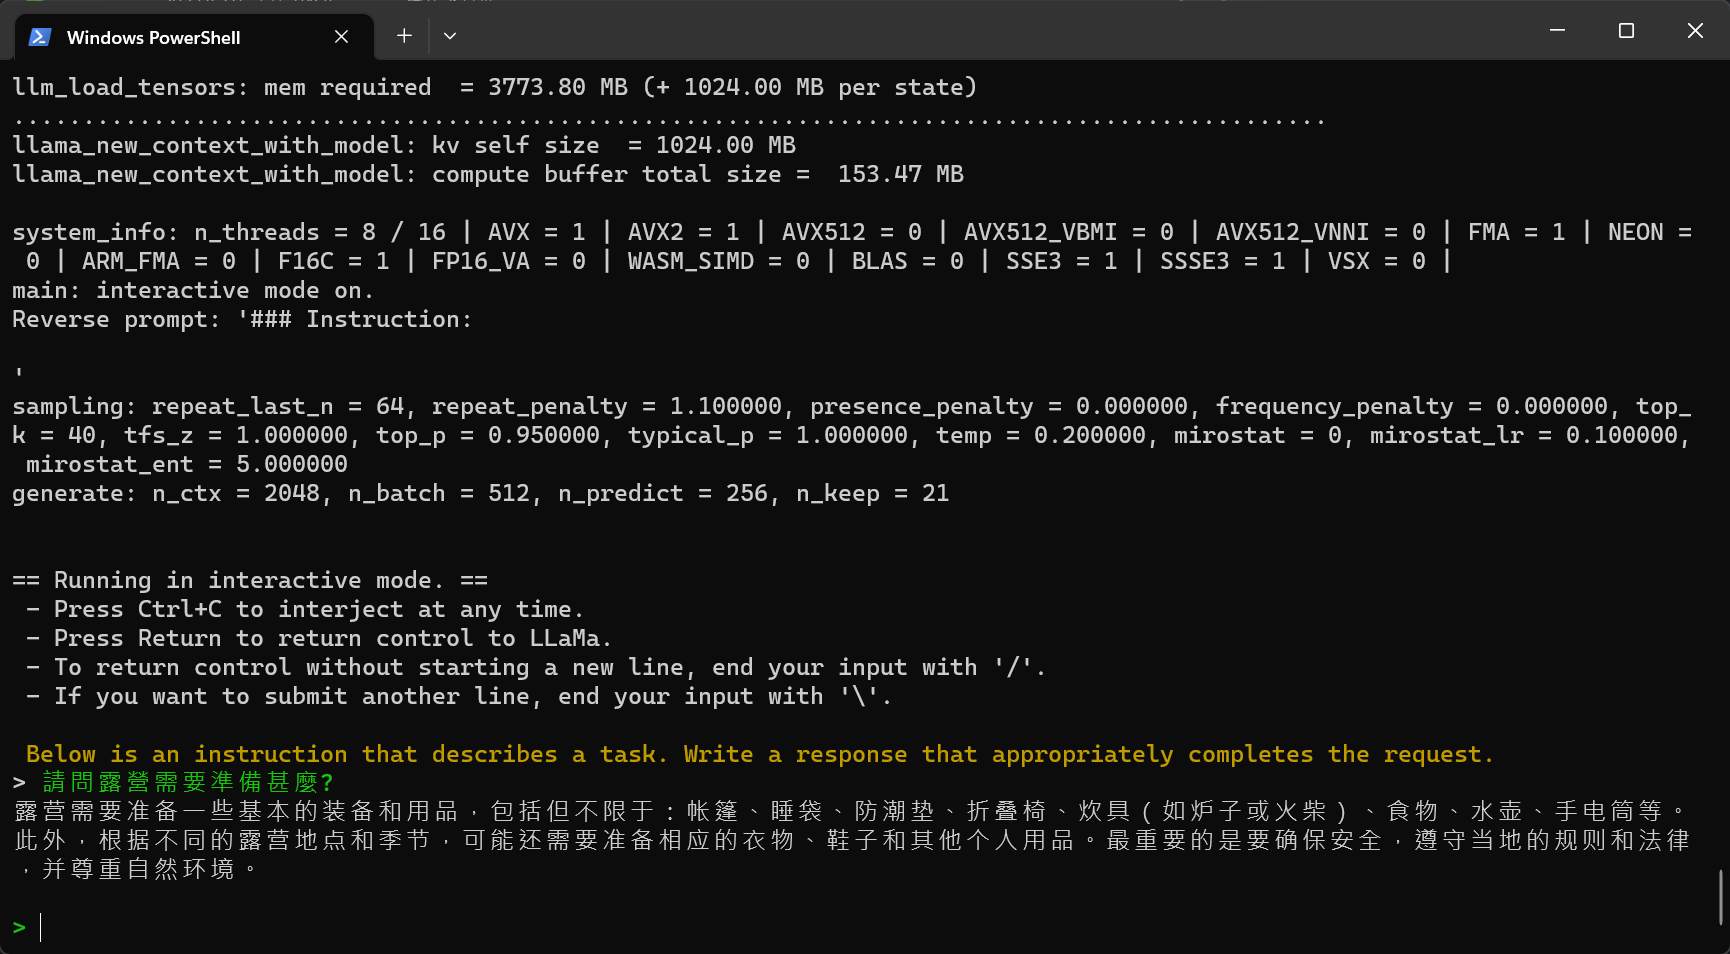 Windows PowerShell
llm_load_tensors: mem required  = 3773.80 MB (+ 1024.00 MB per state)
..............................................................................................
llama_new_context_with_model: kv self size  = 1024.00 MB
llama_new_context_with_model: compute buffer total size =  153.47 MB
system_info: n_threads = 8 / 16 | AVX = 1 | AVX2 = 1 | AVX512 = 0 | AVX512_VBMI = 0 | AVX512_VNNI = 0 | FMA = 1 | NEON =
 0 | ARM_FMA = 0 | F16C = 1 | FP16_VA = 0 | WASM_SIMD = 0 | BLAS = 0 | SSE3 = 1 | SSSE3 = 1 | VSX = 0 |
main: interactive mode on.
Reverse prompt: '### Instruction:
'
sampling: repeat_last_n = 64, repeat_penalty = 1.100000, presence_penalty = 0.000000, frequency_penalty = 0.000000, top_
k = 40, tfs_z = 1.000000, top_p = 0.950000, typical_p = 1.000000, temp = 0.200000, mirostat = 0, mirostat_lr = 0.100000,
 mirostat_ent = 5.000000
generate: n_ctx = 2048, n_batch = 512, n_predict = 256, n_keep = 21
== Running in interactive mode. ==
 - Press Ctrl+C to interject at any time.
 - Press Return to return control to LLaMa.
 - To return control without starting a new line, end your input with '/'.
 - If you want to submit another line, end your input with '\'.
 Below is an instruction that describes a task. Write a response that appropriately completes the request.
> 請問露營需要準備甚麼?
露营需要准备一些基本的装备和用品，包括但不限于：帐篷、睡袋、防潮垫、折叠椅、炊具（如炉子或火柴）、食物、水壶、手电筒等。
此外，根据不同的露营地点和季节，可能还需要准备相应的衣物、鞋子和其他个人用品。最重要的是要确保安全，遵守当地的规则和法律
，并尊重自然环境。
>